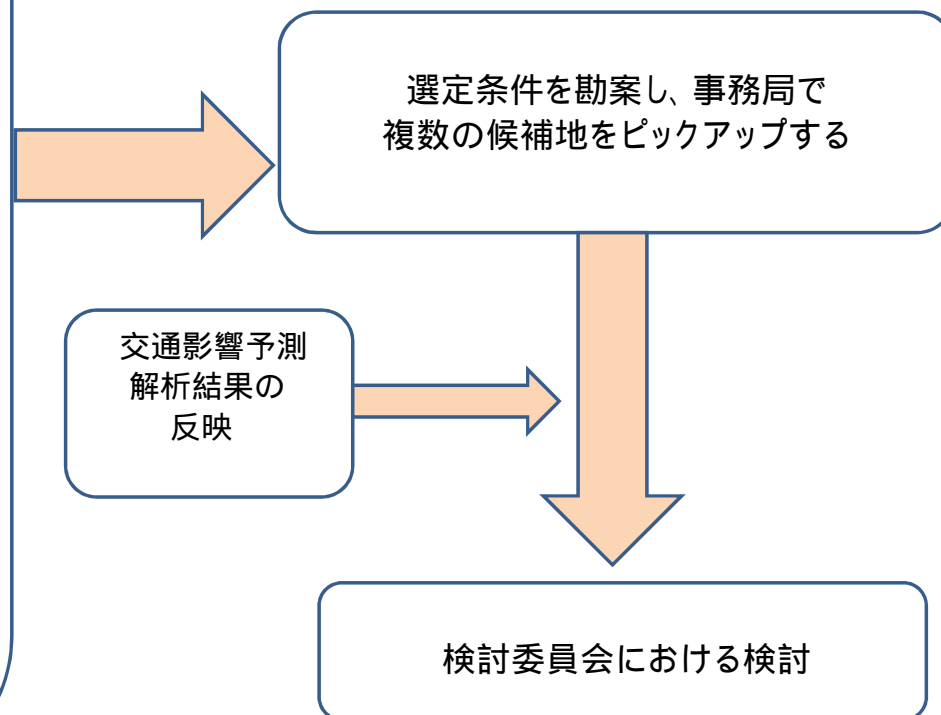 選定条件を勘案し、事務局で
複数の候補地をピックアップする
交通影響予測
解析結果の
反映
検討委員会における検討